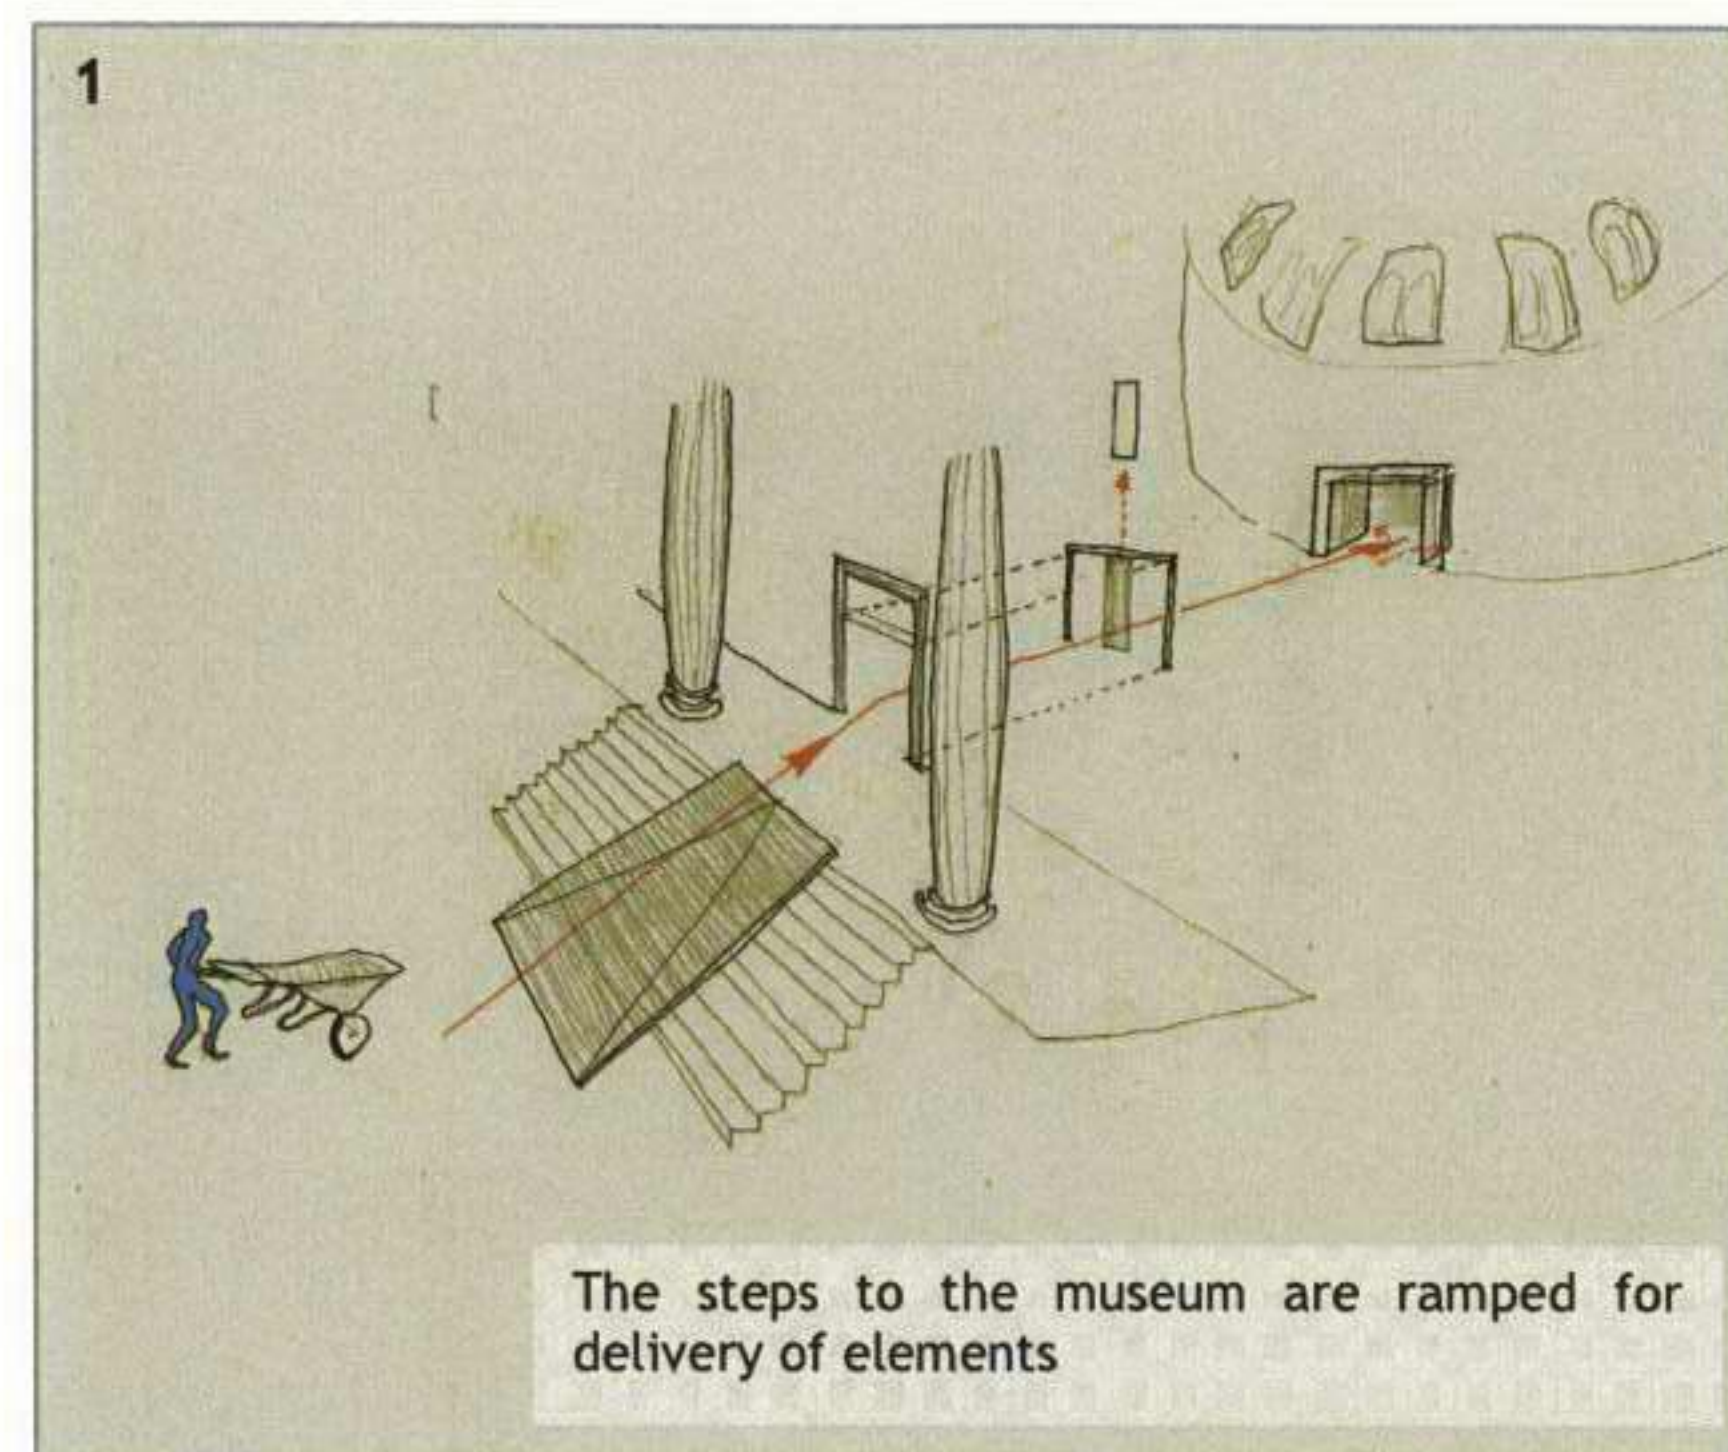 1
The steps to the museum are ramped for
delivery of elements